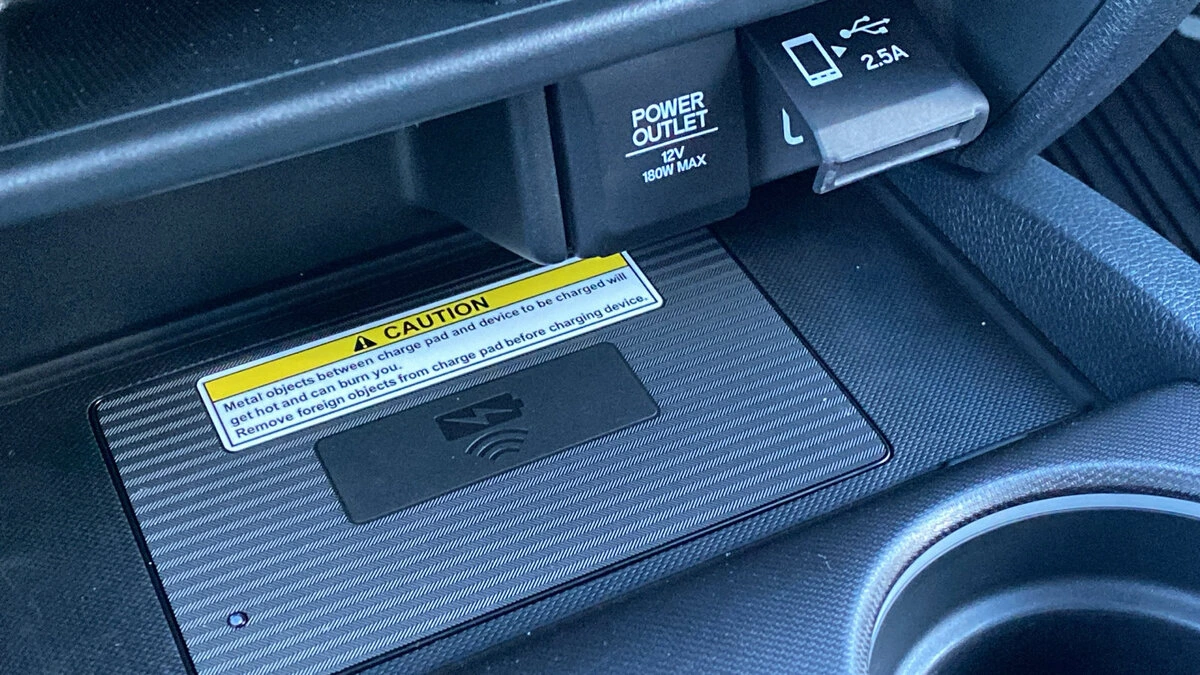 2.5A
POWER
OUTLET
12V
180W MAX
CAUTION
Metal objects between charge pad and device to be charged will
get hot and can burn you.
Remove foreign objects from charge pad before charging device.